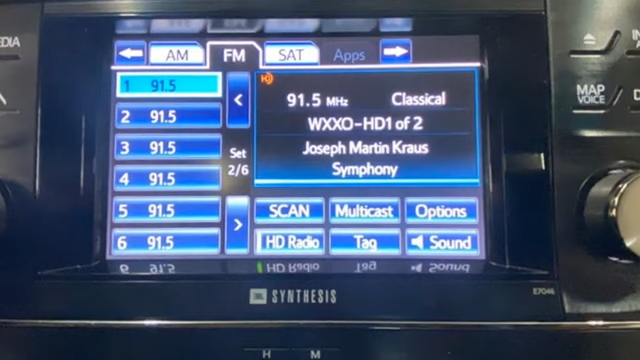 EDIA
AM FM SAT Apps
1 91.5
2 91.5
3 91.5
4 91.5
5 91.5
6 91.5
Set
2/6
91.5 MHz Classical
WXXO-HD1 of 2
Joseph Martin Kraus
Symphony
SCAN Multicast Options
HD Radio Tag Sound
JBL SYNTHESIS
E7046
MAP
VOICE
H M